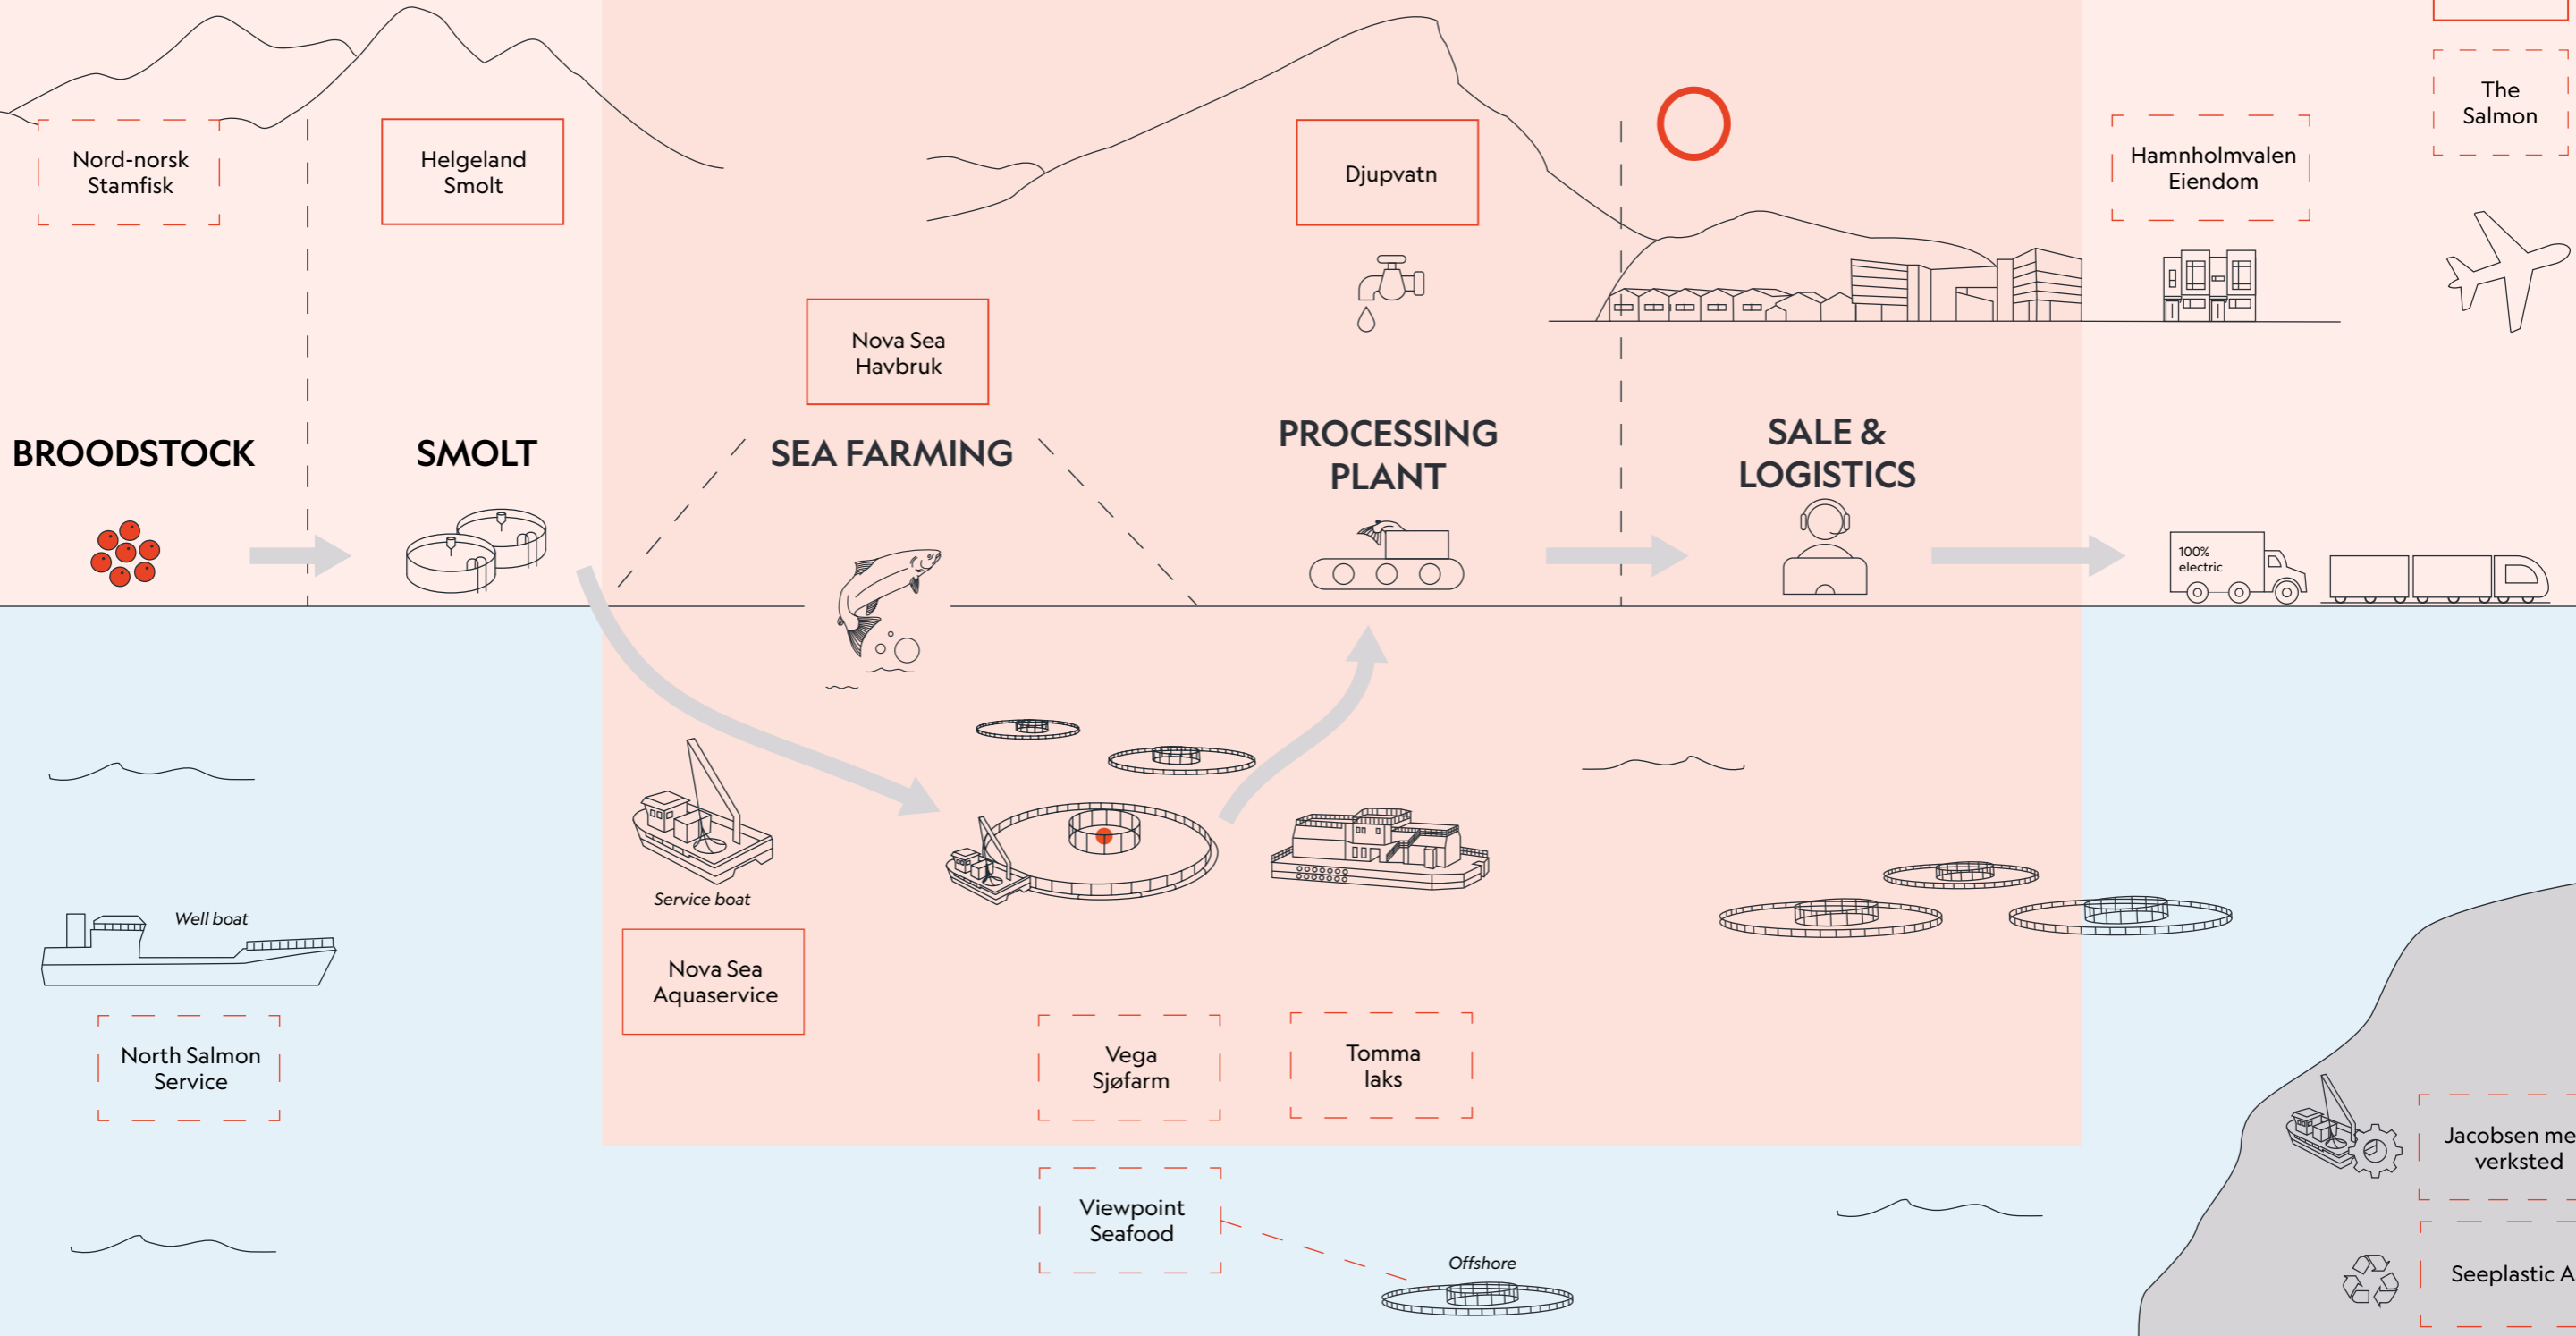 The
Salmon
Nord-norsk
Stamfisk
Helgeland
Smolt
Djupvatn
Hamnholmvalen
Eiendom
Nova Sea
Havbruk
BROODSTOCK
SMOLT
SEA FARMING
PROCESSING
PLANT
SALE &
LOGISTICS
100%
electric
Service boat
Well boat
Nova Sea
Aquaservice
North Salmon
Service
Vega
Sjøfarm
Tomma
laks
Jacobsen
verksted
Viewpoint
Seafood
Offshore
Seeplastic